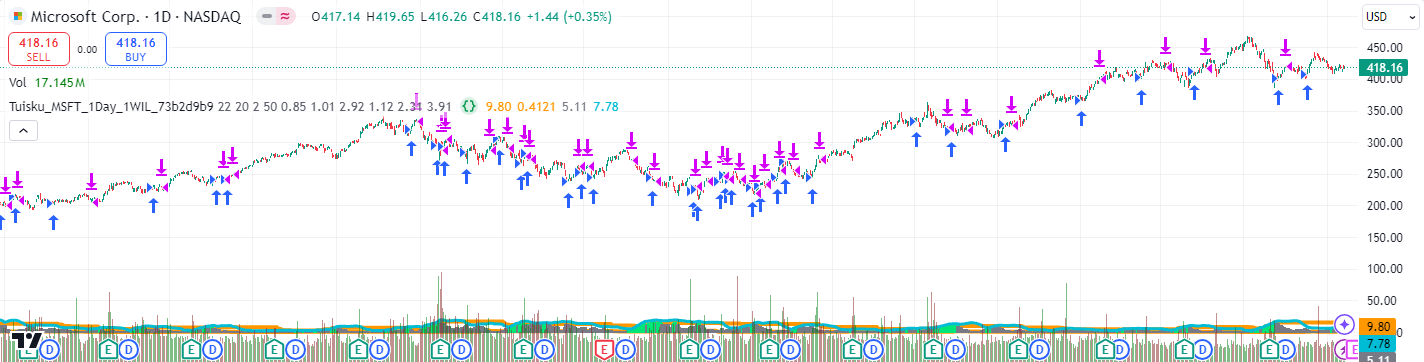 Microsoft Corp. · 1D · NASDAQ O417.14 H419.65 L416.26 C418.16 +1.44 (+0.35%)
USD
418.16 SELL
0.00
418.16 BUY
Vol 17.145M
Tuisku_MSFT_1Day_1WIL_73b2d9b9 22 20 2 50 0.85 1.01 2.92 1.12 2.31 3.91 {} 9.80 0.4121 5.11 7.78
450.00
418.16
400.00
350.00
300.00
250.00
200.00
150.00
100.00
50.00
0
9.80
7.78
5.11
E D E D E D E D E D E D E D E D E D E D E D E D E D E D E D E D E